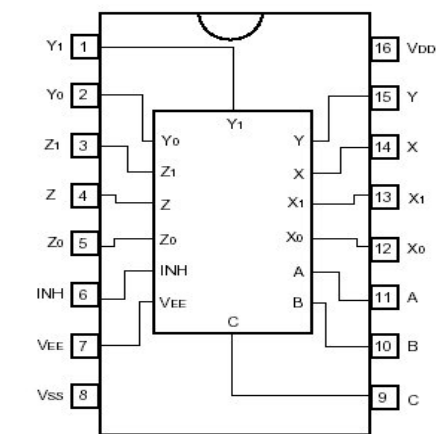 Y1 1 16 VDD
Y0 2 15 Y
Y1
Y0 Y
Z1 3 14 X
Z1 X
Z 4 13 X1
Z X1
Z0 5 12 X0
Z0 X0
INH A
INH 6 11 A
VEE B
C
VEE 7 10 B
VSS 8 9 C